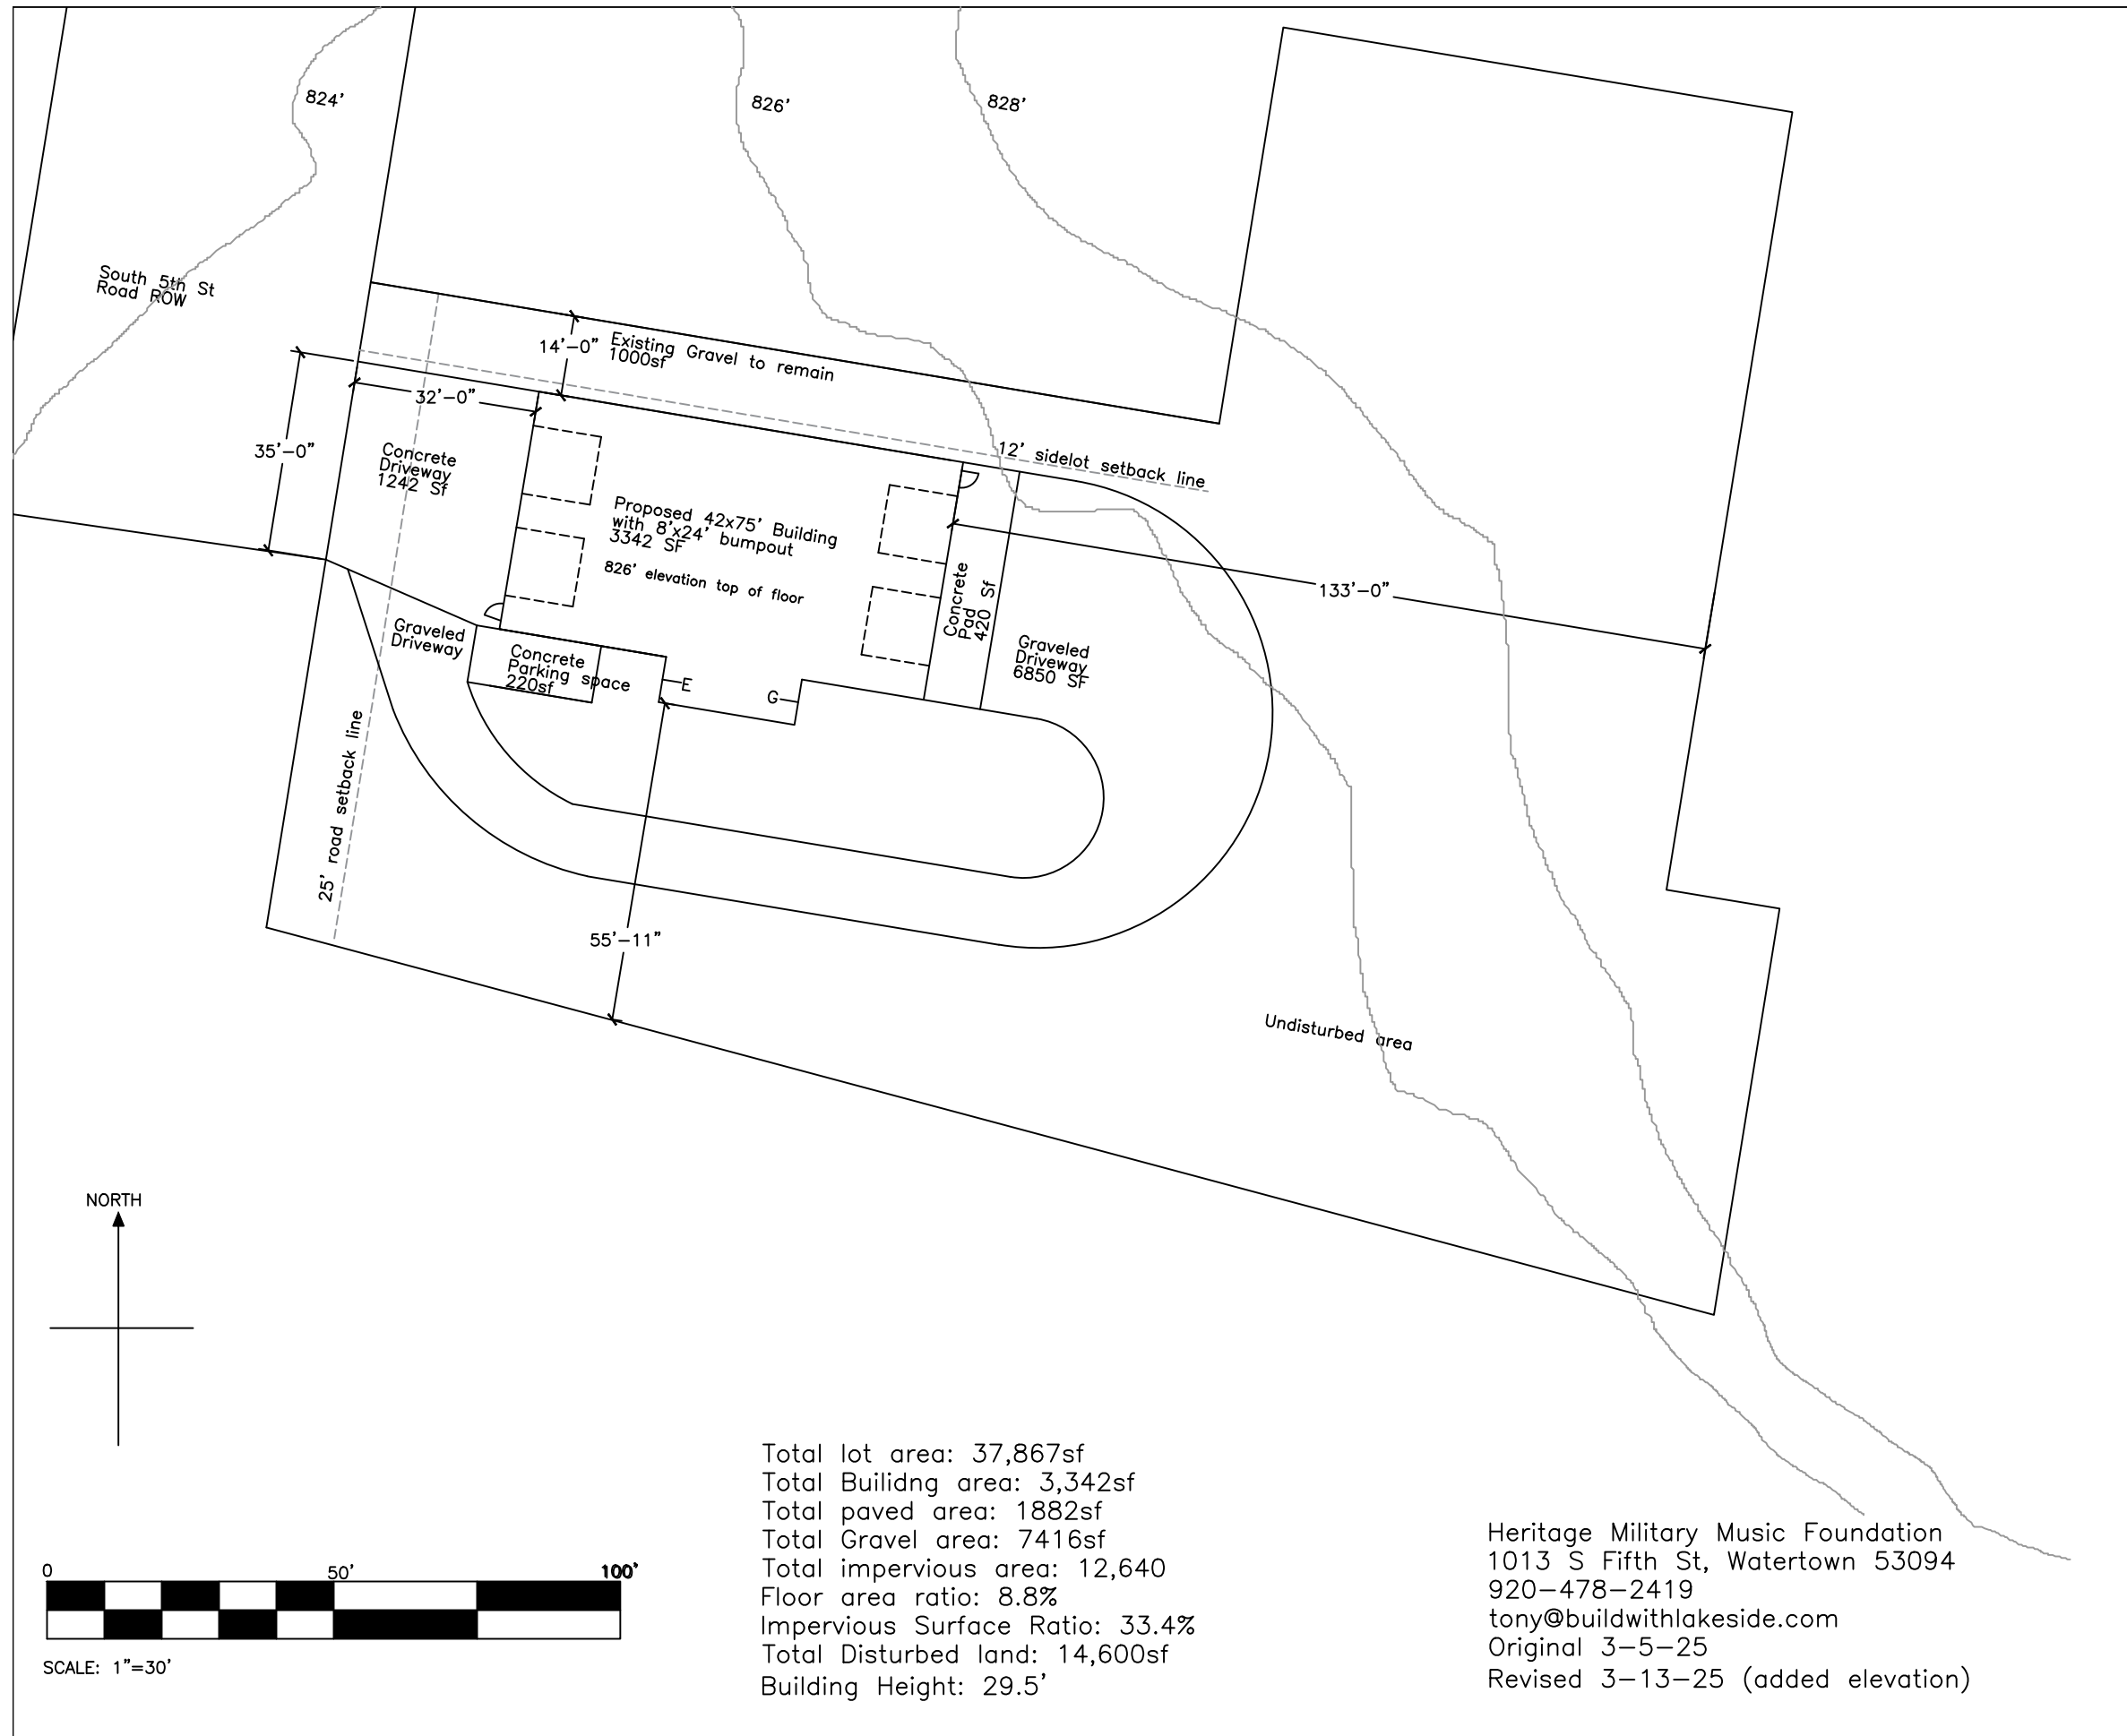 824'
826'
828'
South 5th St
Road ROW
14'-0"
Existing Gravel to remain
1000sf
32'-0"
35'-0"
Concrete
Driveway
1242 Sf
12' sidelot setback line
Proposed 42x75' Building
with 8'x24' bumpout
3342 SF
826' elevation top of floor
Concrete
Pad
420 Sf
133'-0"
Graveled
Driveway
Concrete
Parking space
220sf
E
G
Graveled
Driveway
6850 SF
25' road setback line
55'-11"
Undisturbed area
NORTH
0
50'
100'
SCALE: 1"=30'
Total lot area: 37,867sf
Total Builidng area: 3,342sf
Total paved area: 1882sf
Total Gravel area: 7416sf
Total impervious area: 12,640
Floor area ratio: 8.8%
Impervious Surface Ratio: 33.4%
Total Disturbed land: 14,600sf
Building Height: 29.5'
Heritage Military Music Foundation
1013 S Fifth St, Watertown 53094
920-478-2419
tony@buildwithlakeside.com
Original 3-5-25
Revised 3-13-25 (added elevation)